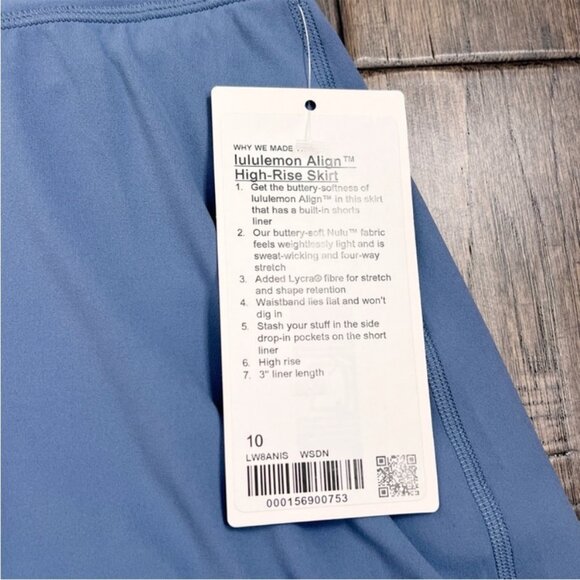 WHY WE MADE
lululemon Align™
High-Rise Skirt
1. Get the buttery-softness of
lululemon Align™ in this skirt
that has a built-in shorts
liner
2. Our buttery-soft Nulu™ fabric
feels weightlessly light and is
sweat-wicking and four-way
stretch
3. Added Lycra® fibre for stretch
and shape retention
4. Waistband lies flat and won't
dig in
5. Stash your stuff in the side
drop-in pockets on the short
liner
6. High rise
7. 3" liner length
10
LW8ANIS WSDN
000156900753